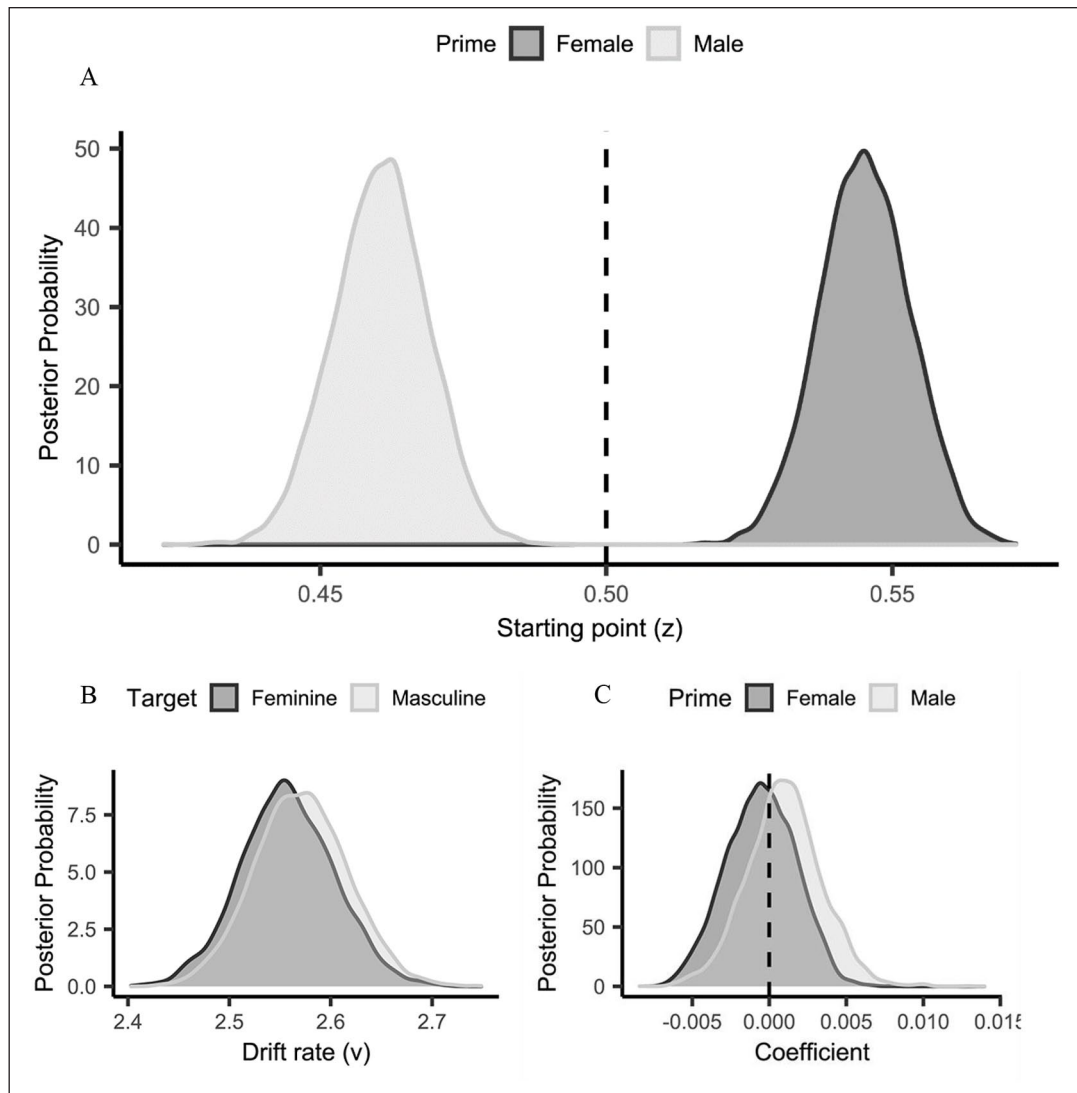 Prime Female Male
A
Posterior Probability
50
40
30
20
10
0
0.45 0.50 0.55
Starting point (z)
B Target Feminine Masculine
Posterior Probability
7.5
5.0
2.5
0.0
2.4 2.5 2.6 2.7
Drift rate (v)
C Prime Female Male
Posterior Probability
150
100
50
0
-0.005 0.000 0.005 0.010 0.015
Coefficient